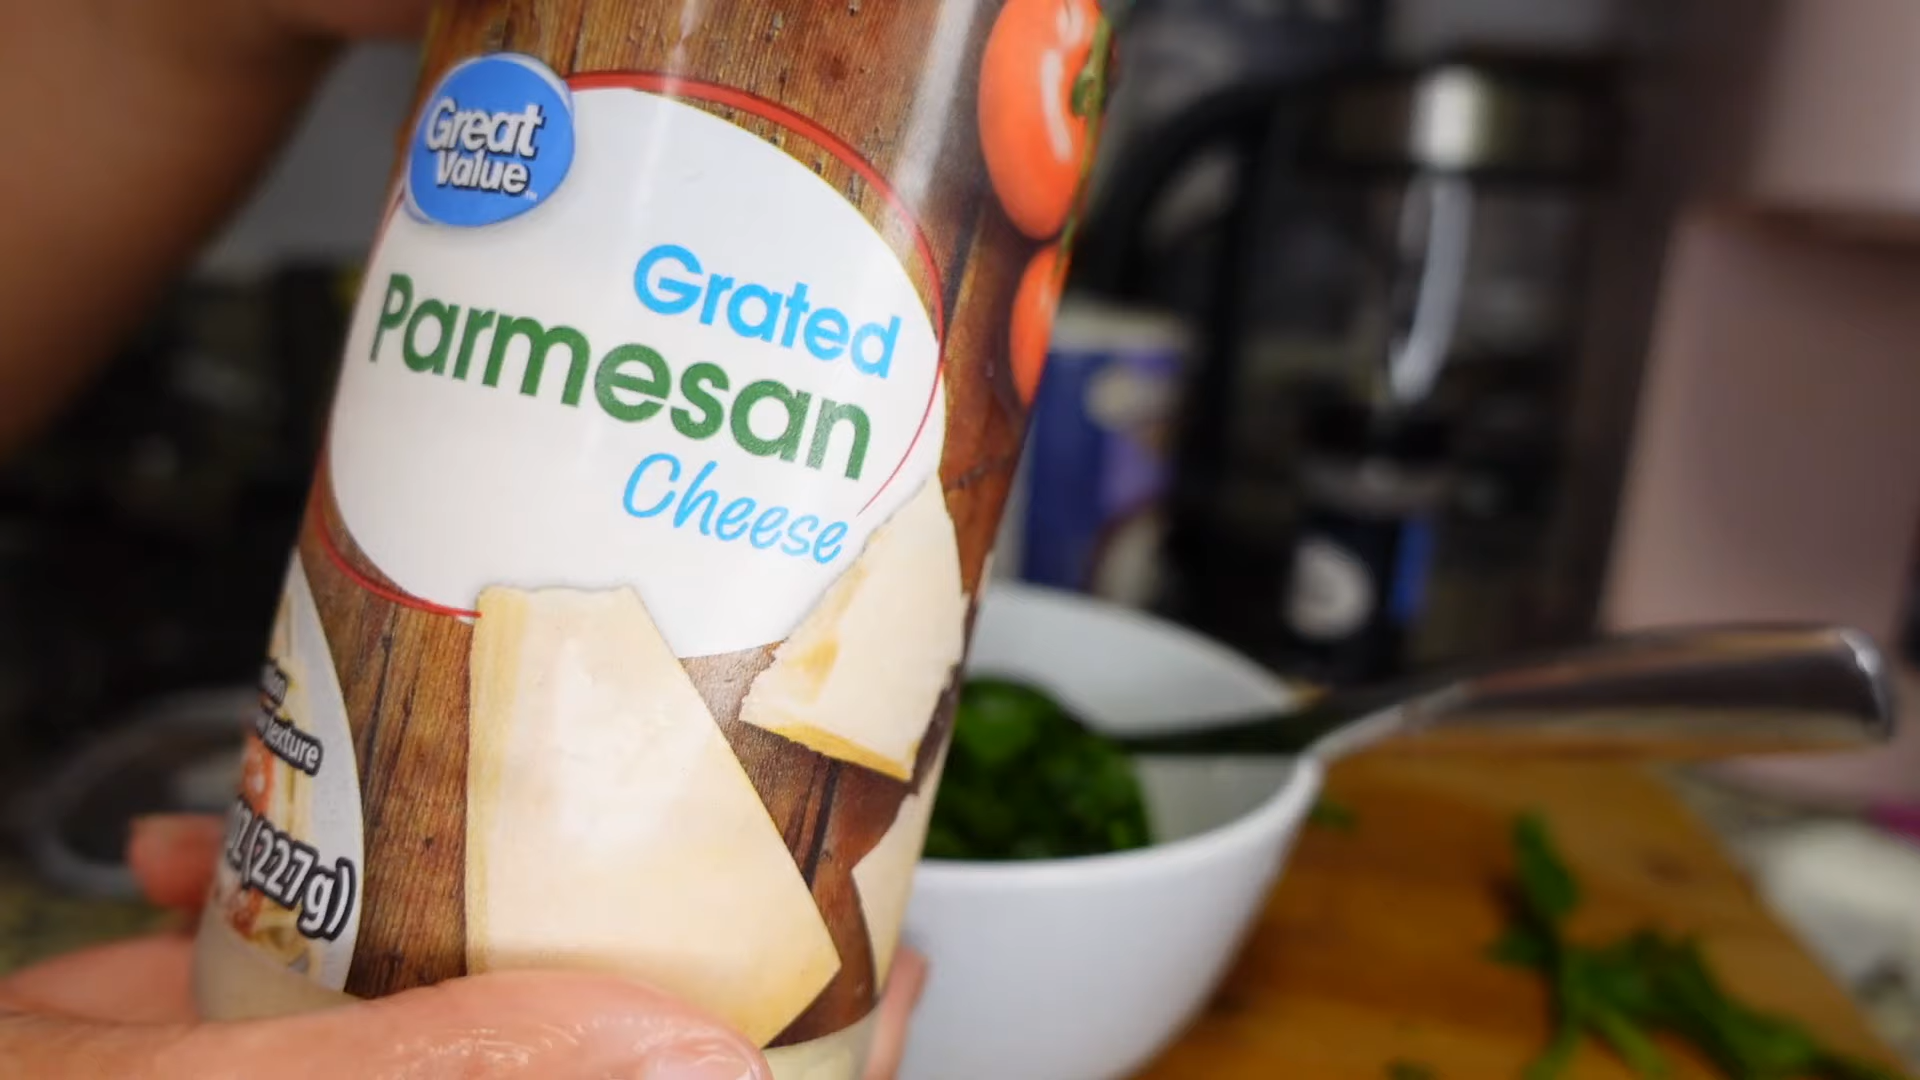 Great
Value
Grated
Parmesan
Cheese
texture
(227g)